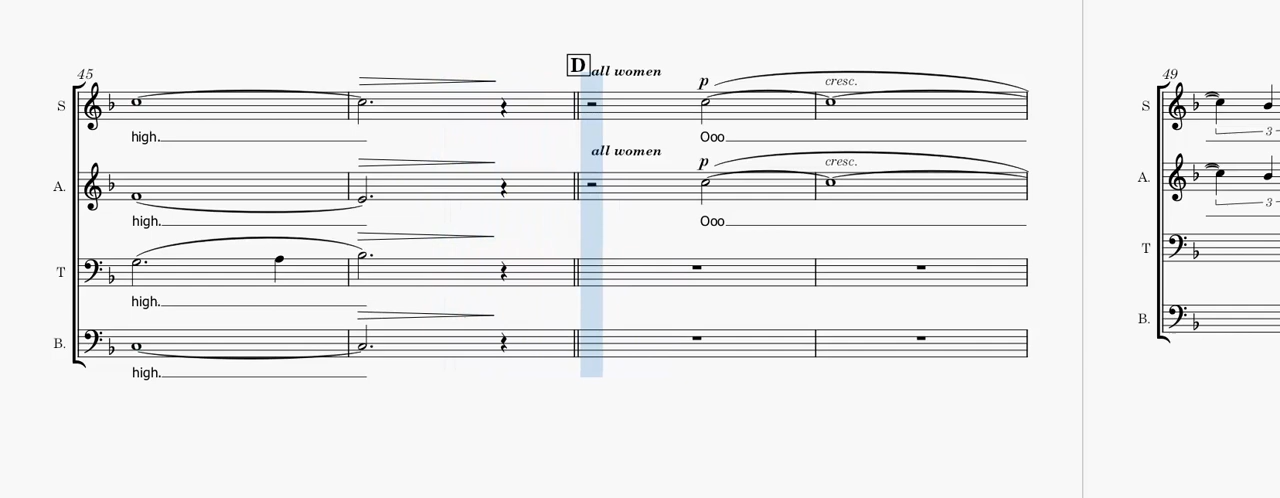 45 D all women p cresc. 49
S S
high. Ooo 3
all women p cresc.
A. A.
high. Ooo 3
T T
high.
B. B.
high.